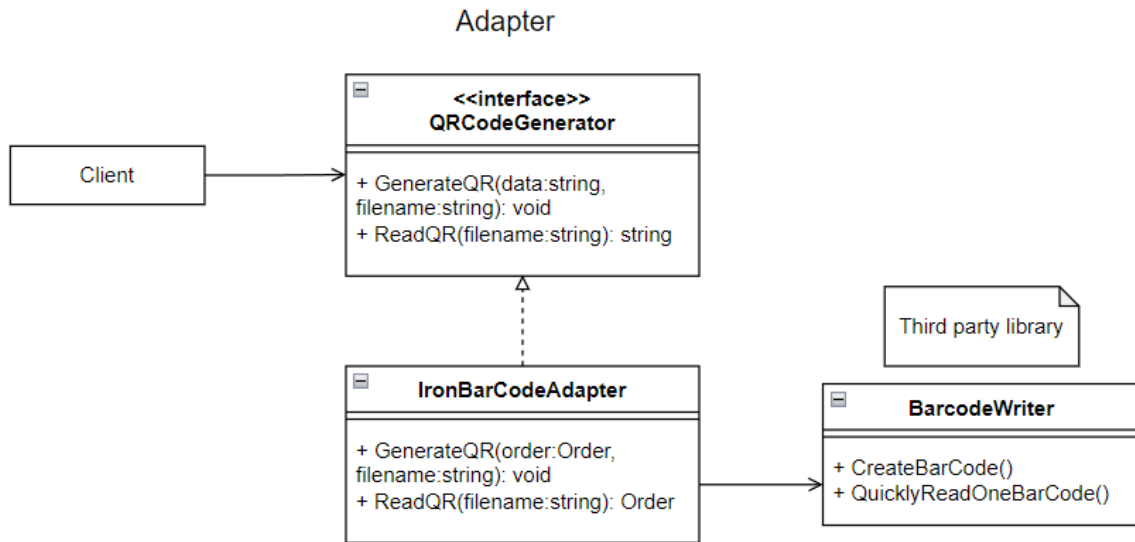 Adapter
<<interface>>
QRCodeGenerator
Client
+ GenerateQR(data:string,
filename:string): void
+ ReadQR(filename:string): string
Third party library
IronBarCodeAdapter
+ GenerateQR(order:Order,
filename:string): void
+ ReadQR(filename:string): Order
BarcodeWriter
+ CreateBarCode()
+ QuicklyReadOneBarCode()